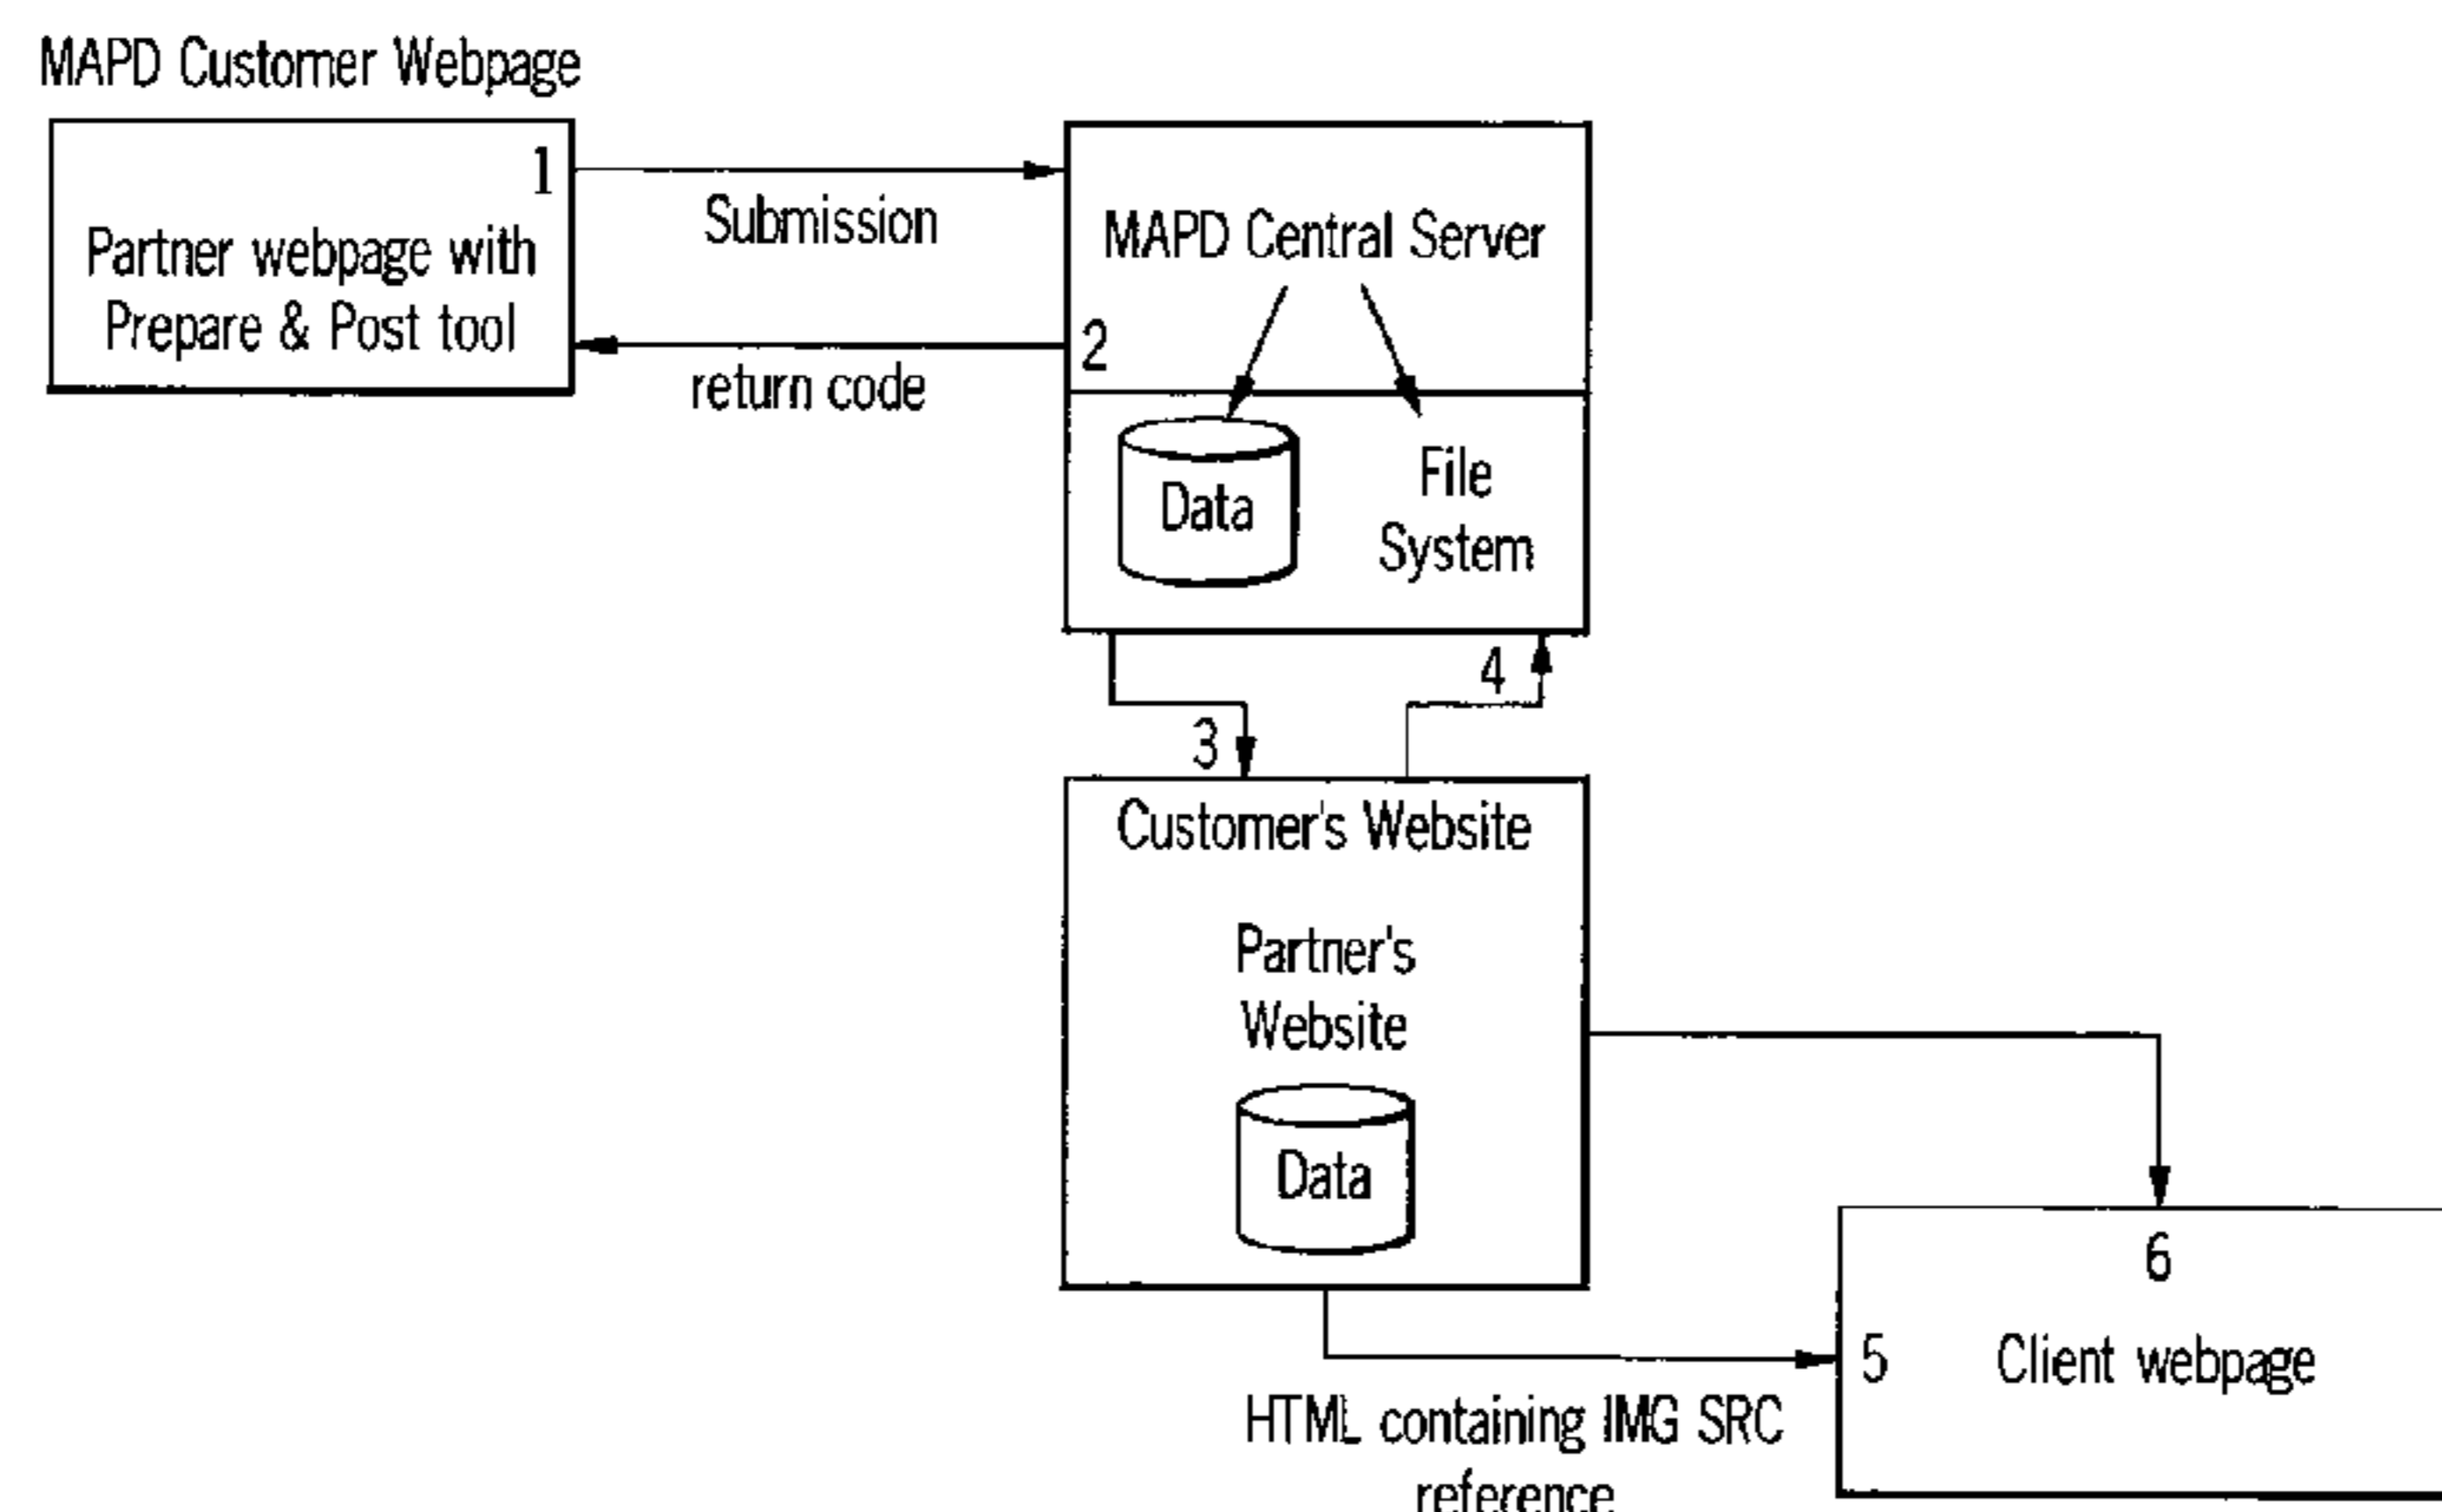 MAPD Customer Webpage
1
Partner webpage with
Prepare & Post tool
Submission
return code
MAPD Central Server
2
Data
File
System
3
4
Customer's Website
Partner's
Website
Data
6
5
Client webpage
HTML containing IMG SRC
reference